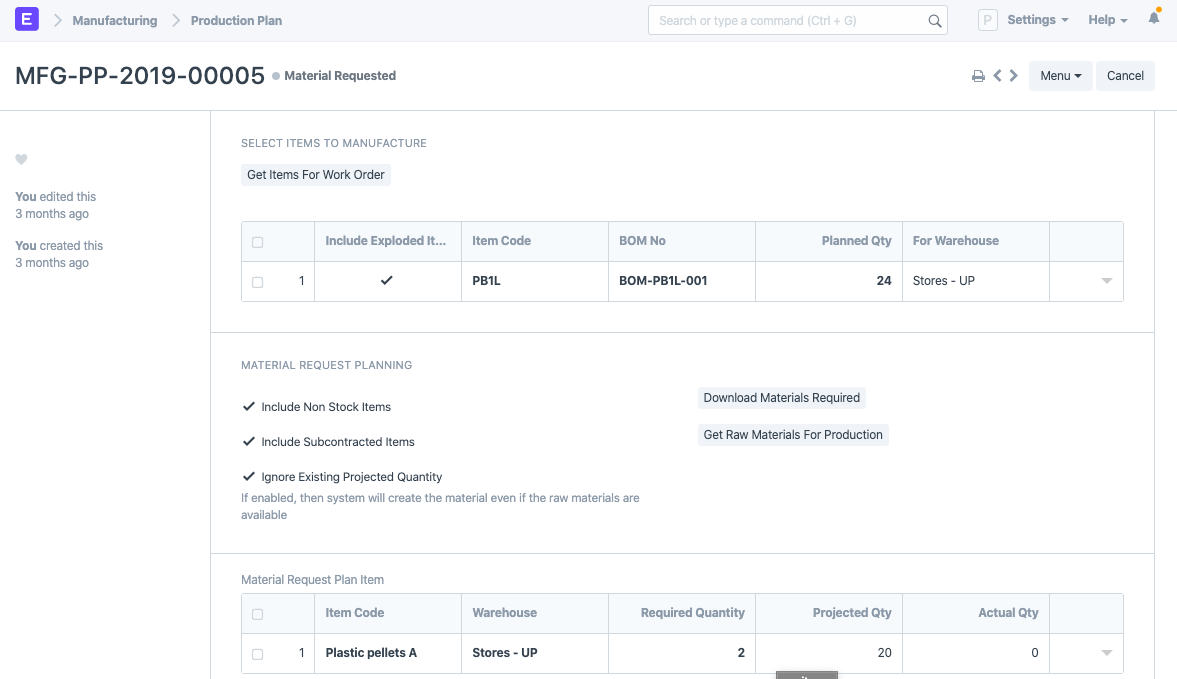 E Manufacturing Production Plan Search or type a command (Ctrl + G) P Settings Help
MFG-PP-2019-00005 Material Requested Menu Cancel
You edited this
3 months ago
You created this
3 months ago
SELECT ITEMS TO MANUFACTURE
Get Items For Work Order
Include Exploded It... Item Code BOM No Planned Qty For Warehouse
1 PB1L BOM-PB1L-001 24 Stores - UP
MATERIAL REQUEST PLANNING
Include Non Stock Items
Include Subcontracted Items
Ignore Existing Projected Quantity
If enabled, then system will create the material even if the raw materials are
available
Download Materials Required
Get Raw Materials For Production
Material Request Plan Item
Item Code Warehouse Required Quantity Projected Qty Actual Qty
1 Plastic pellets A Stores - UP 2 20 0